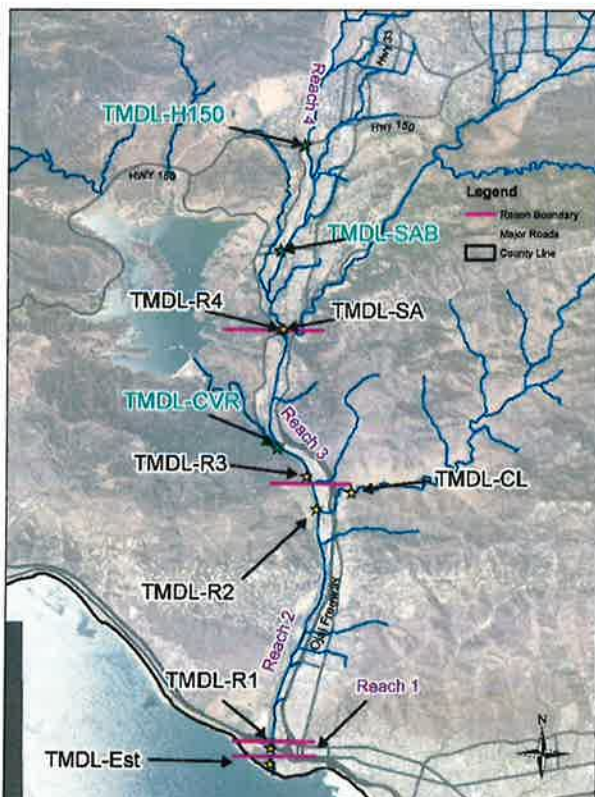 Hwy 33
Reach 4
TMDL-H150
HWY 150
HWY 150
Legend
Reach Boundary
Major Roads
County Line
TMDL-SAB
TMDL-R4
TMDL-SA
TMDL-CVR
Reach 3
TMDL-R3
TMDL-CL
TMDL-R2
Ojai Freeway
Reach 2
TMDL-R1
Reach 1
TMDL-Est
N